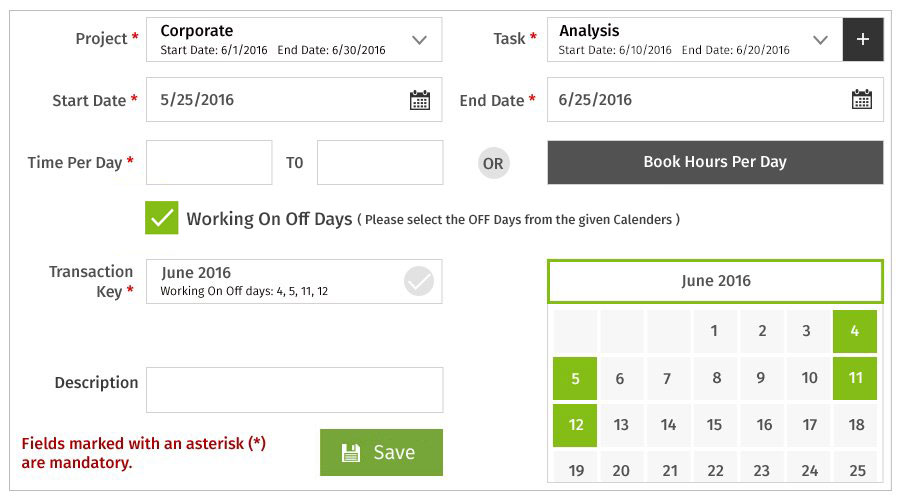 Project * Corporate Task * Analysis
Start Date: 6/1/2016 End Date: 6/30/2016 Start Date: 6/10/2016 End Date: 6/20/2016 +
Start Date * 5/25/2016 End Date * 6/25/2016
Time Per Day * TO OR Book Hours Per Day
Working On Off Days ( Please select the OFF Days from the given Calenders )
Transaction
Key *
June 2016
Working On Off days: 4, 5, 11, 12
Description
Fields marked with an asterisk (*)
are mandatory.
Save
June 2016
1 2 3 4
5 6 7 8 9 10 11
12 13 14 15 16 17 18
19 20 21 22 23 24 25